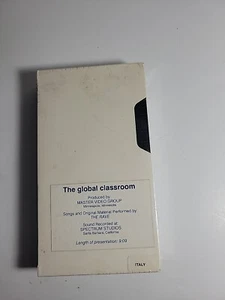 The global classroom
Produced by
MASTER VIDEO GROUP
Minneapolis, Minnesota
Songs and Original Material Performed by
THE RAYS
Sound Recorded at
SPECTRUM STUDIOS
Santa Barbara, California
Length of presentation:
ITALY